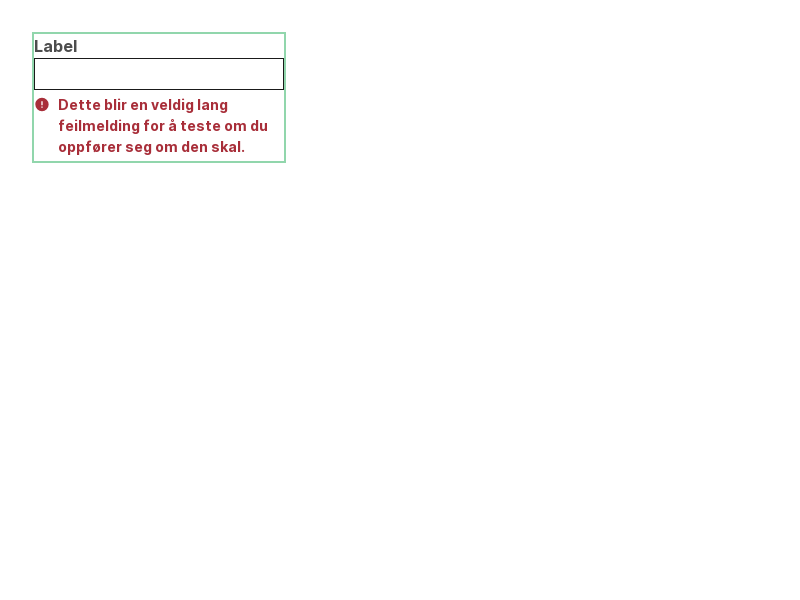 Label
Dette blir en veldig lang
feilmelding for å teste om du
oppfører seg om den skal.